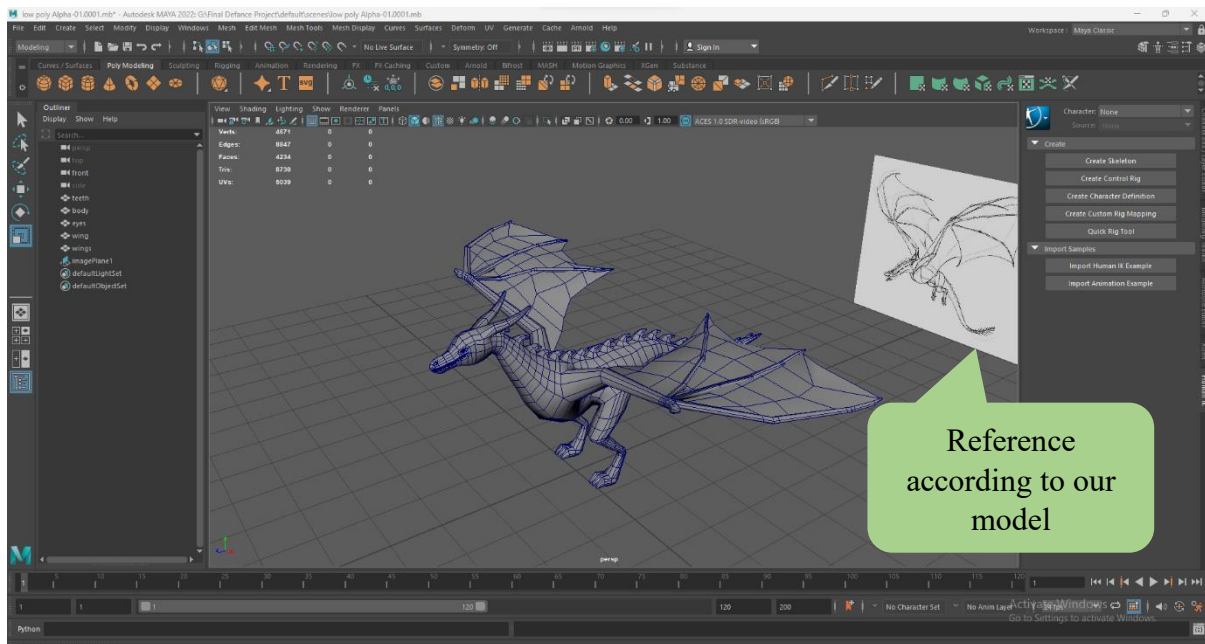 low poly Alpha-01.0001.mb* - Autodesk MAYA 2022: G:\Final Defance Project\default\scenes\low poly Alpha-01.0001.mb
File Edit Create Select Modify Display Windows Mesh Edit Mesh Mesh Tools Mesh Display Curves Surfaces Deform UV Generate Cache Arnold Help
Workspace: Maya Classic
Modeling No Live Surface Symmetry: Off Sign In
Curves / Surfaces Poly Modeling Sculpting Rigging Animation Rendering FX FX Caching Custom Arnold Bifrost MASH Motion Graphics XGen Substance
SVG
Outliner
Display Show Help
Search...
persp
top
front
side
teeth
body
eyes
wing
wings
imagePlane1
defaultLightSet
defaultObjectSet
View Shading Lighting Show Renderer Panels
0.00 1.00 ACES 1.0 SDR-video (sRGB)
Verts: 4671 0 0
Edges: 8847 0 0
Faces: 4234 0 0
Tris: 8738 0 0
UVs: 5039 0 0
persp
Character: None
Source: None
Create
Create Skeleton
Create Control Rig
Create Character Definition
Create Custom Rig Mapping
Quick Rig Tool
Import Samples
Import Human IK Example
Import Animation Example
Reference
according to our
model
5 10 15 20 25 30 35 40 45 50 55 60 65 70 75 80 85 90 95 100 105 110 115 120
1 1
1 1 1 120 120 200 No Character Set No Anim Layer
Activate Windows
Go to Settings to activate Windows.
Python